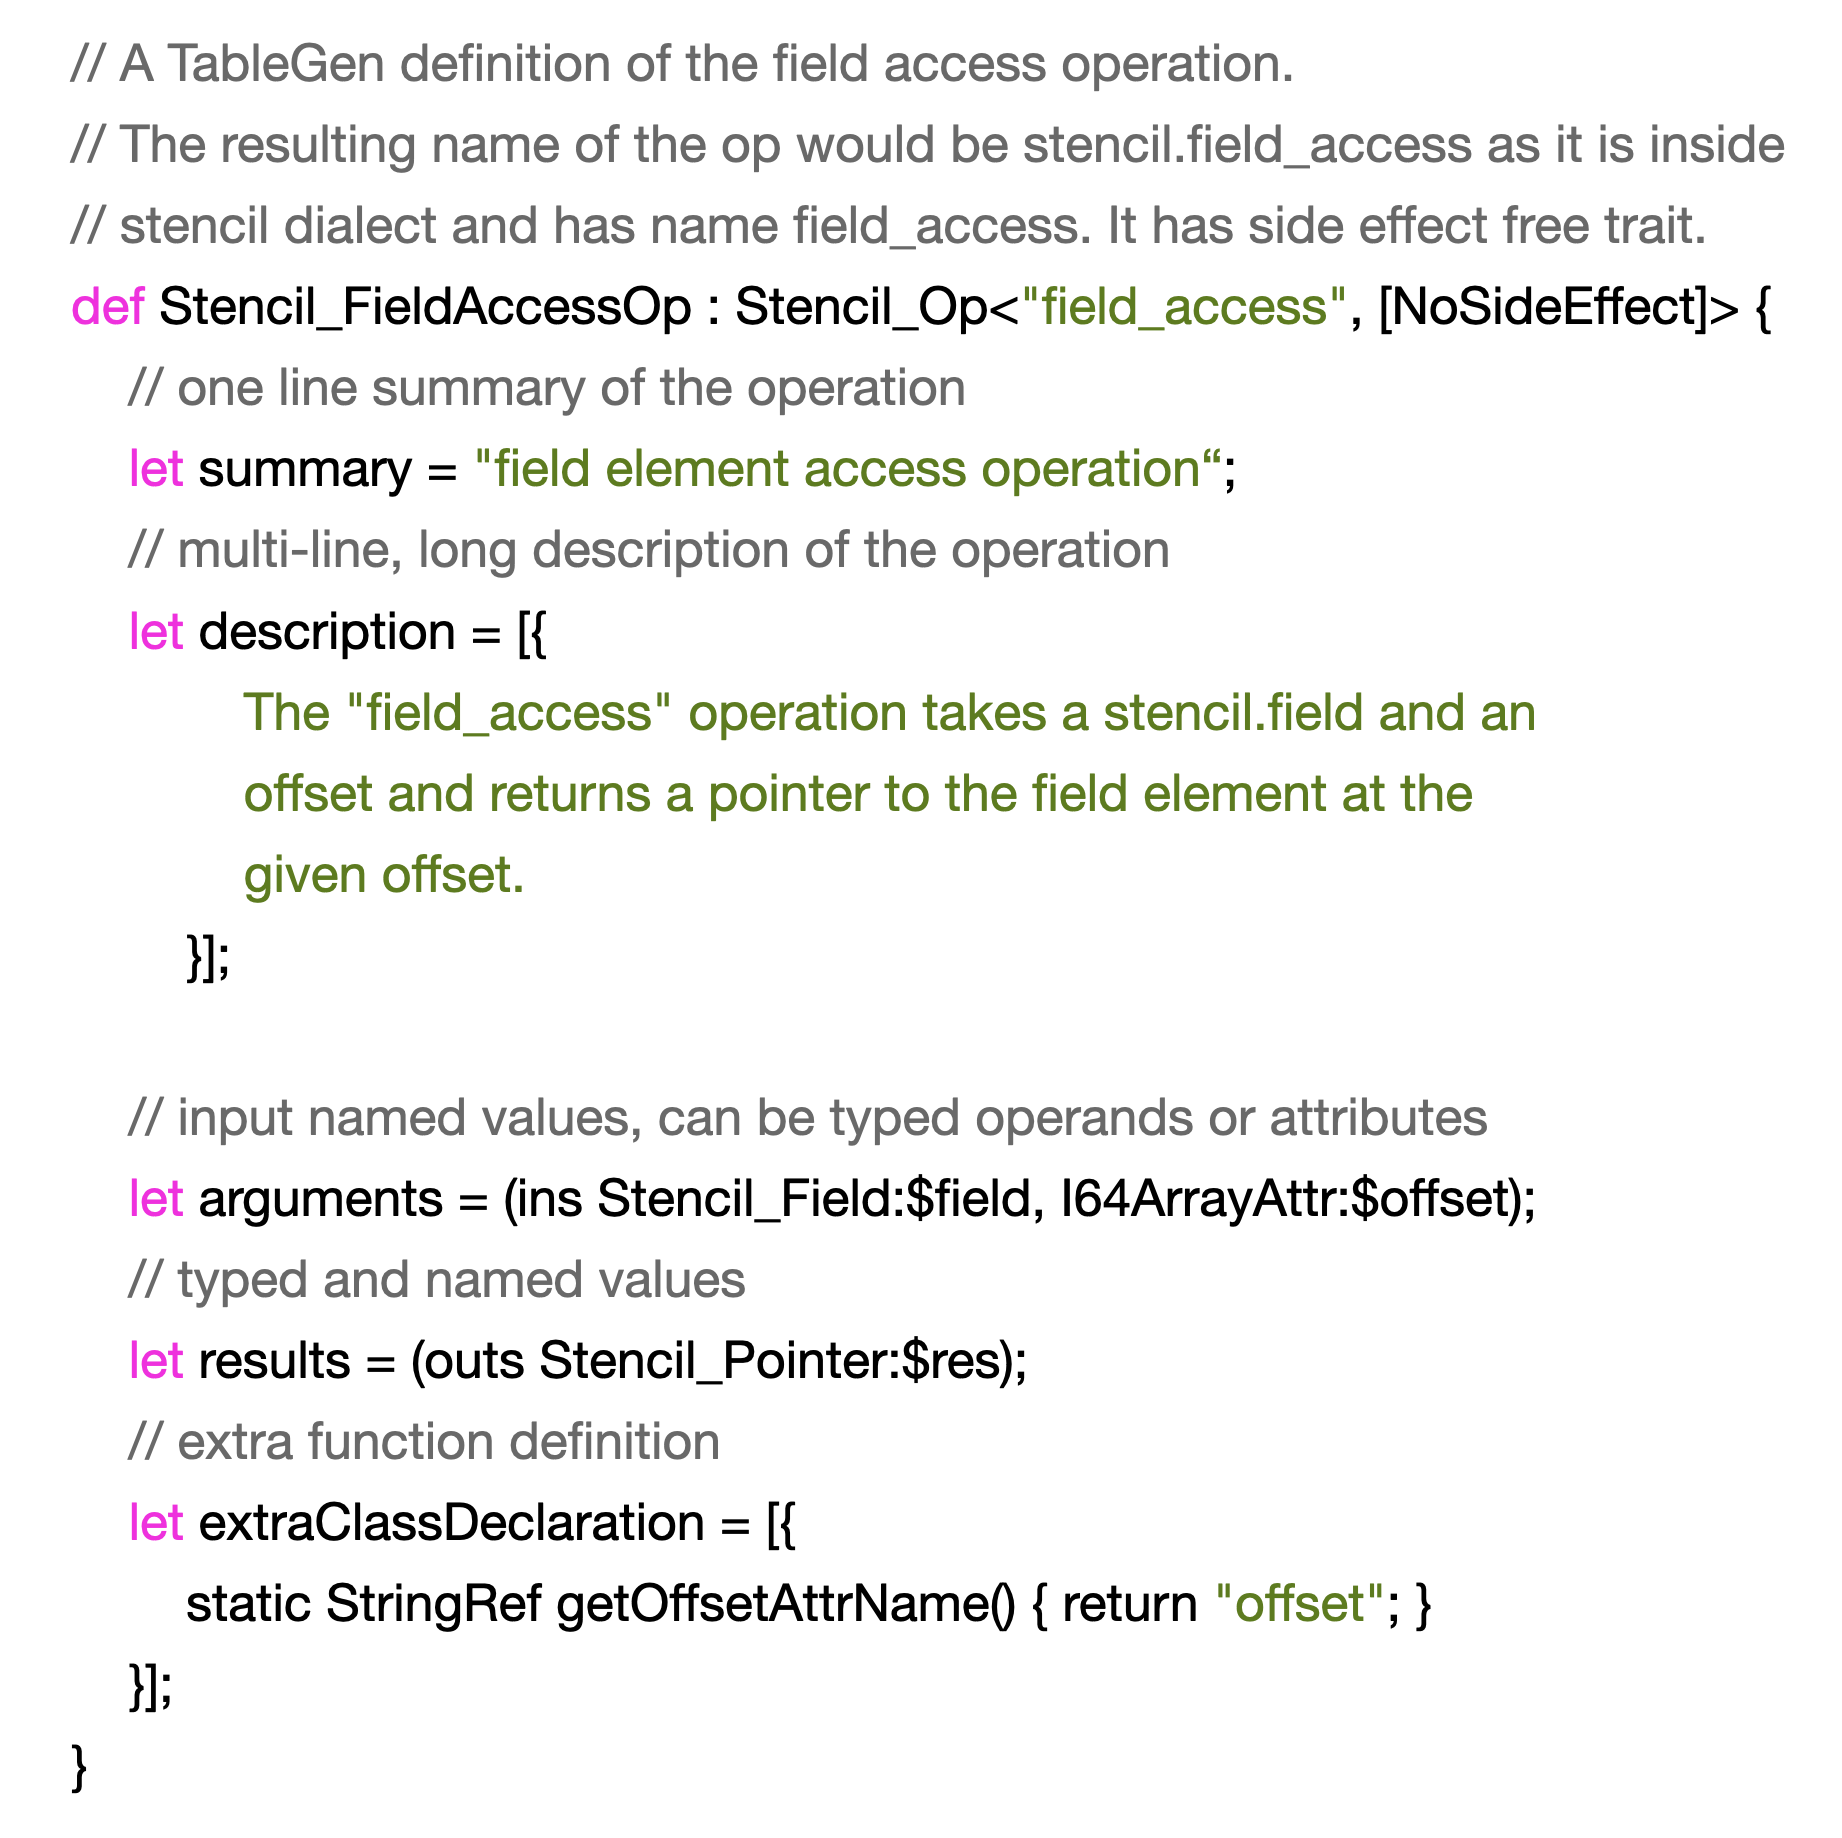 // A TableGen definition of the field access operation.
// The resulting name of the op would be stencil.field_access as it is inside
// stencil dialect and has name field_access. It has side effect free trait.
def Stencil_FieldAccessOp : Stencil_Op<"field_access", [NoSideEffect]> {
// one line summary of the operation
let summary = "field element access operation“;
// multi-line, long description of the operation
let description = [{
The "field_access" operation takes a stencil.field and an
offset and returns a pointer to the field element at the
given offset.
}];
// input named values, can be typed operands or attributes
let arguments = (ins Stencil_Field:$field, I64ArrayAttr:$offset);
// typed and named values
let results = (outs Stencil_Pointer:$res);
// extra function definition
let extraClassDeclaration = [{
static StringRef getOffsetAttrName() { return "offset"; }
}];
}